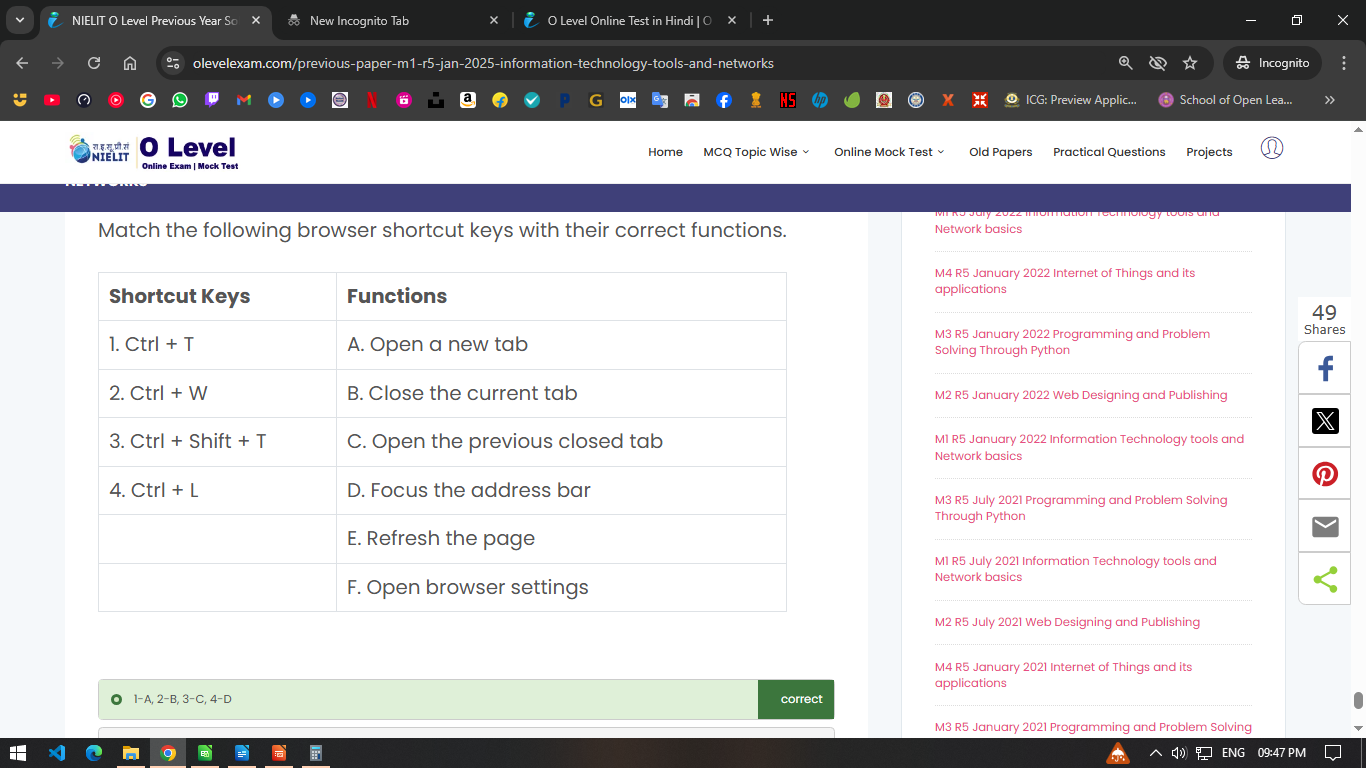 NIELIT O Level Previous Year So
New Incognito Tab
O Level Online Test in Hindi | O
olevelexam.com/previous-paper-m1-r5-jan-2025-information-technology-tools-and-networks
Incognito
ICG: Preview Applic...
School of Open Lea...
रा.इ.सू.प्रौ.सं
NIELIT
O Level
Online Exam | Mock Test
Home
MCQ Topic Wise
Online Mock Test
Old Papers
Practical Questions
Projects
NETWORKS
Match the following browser shortcut keys with their correct functions.
Shortcut Keys
Functions
1. Ctrl + T
A. Open a new tab
2. Ctrl + W
B. Close the current tab
3. Ctrl + Shift + T
C. Open the previous closed tab
4. Ctrl + L
D. Focus the address bar
E. Refresh the page
F. Open browser settings
1-A, 2-B, 3-C, 4-D
correct
M1 R5 July 2022 Information Technology tools and
Network basics
M4 R5 January 2022 Internet of Things and its
applications
M3 R5 January 2022 Programming and Problem
Solving Through Python
M2 R5 January 2022 Web Designing and Publishing
M1 R5 January 2022 Information Technology tools and
Network basics
M3 R5 July 2021 Programming and Problem Solving
Through Python
M1 R5 July 2021 Information Technology tools and
Network basics
M2 R5 July 2021 Web Designing and Publishing
M4 R5 January 2021 Internet of Things and its
applications
M3 R5 January 2021 Programming and Problem Solving
49
Shares
ENG
09:47 PM